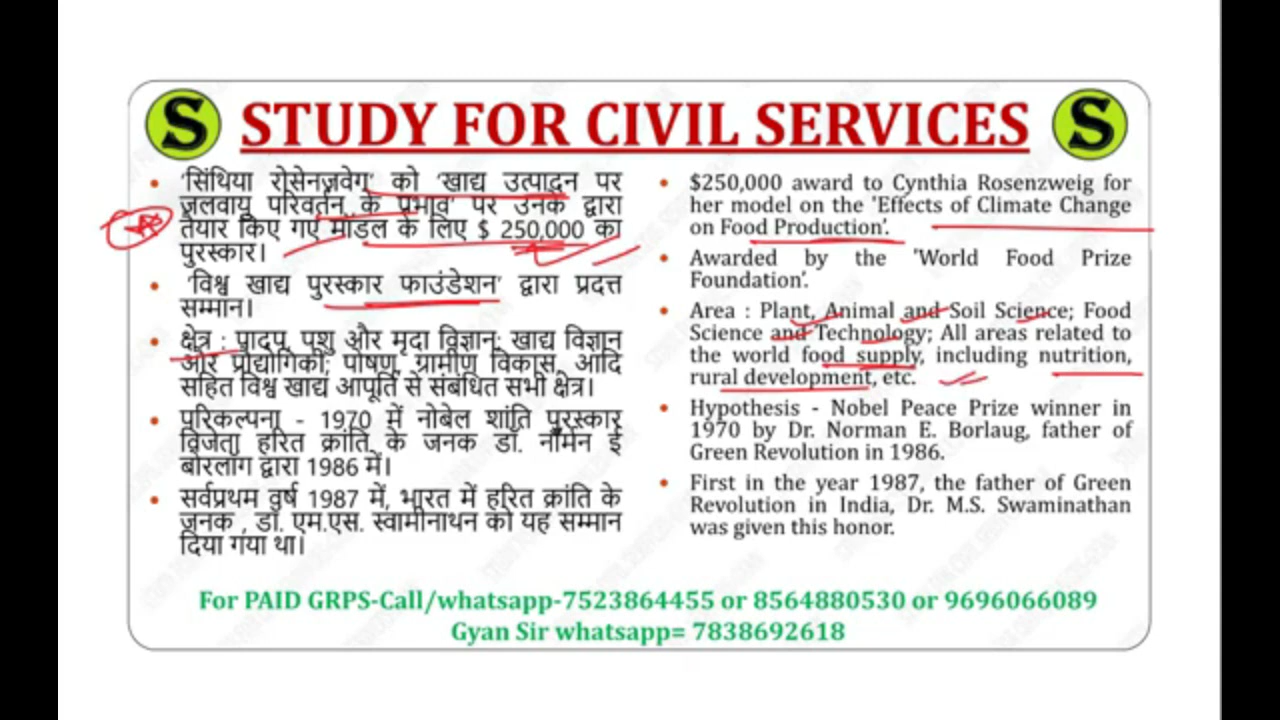 S STUDY FOR CIVIL SERVICES S
'सिंथिया रोसेनज़वेग' को 'खाद्य उत्पादन पर
जलवायु परिवर्तन के प्रभाव' पर उनके द्वारा
तैयार किए गए मॉडल के लिए $ 250,000 का
पुरस्कार।
'विश्व खाद्य पुरस्कार फाउंडेशन' द्वारा प्रदत्त
सम्मान।
क्षेत्र : पादप, पशु और मृदा विज्ञान; खाद्य विज्ञान
और प्रौद्योगिकी; पोषण, ग्रामीण विकास, आदि
सहित विश्व खाद्य आपूर्ति से संबंधित सभी क्षेत्र।
परिकल्पना - 1970 में नोबेल शांति पुरस्कार
विजेता हरित क्रांति के जनक डॉ. नॉर्मन ई
बोरलॉग द्वारा 1986 में।
सर्वप्रथम वर्ष 1987 में, भारत में हरित क्रांति के
जनक , डॉ. एम.एस. स्वामीनाथन को यह सम्मान
दिया गया था।
$250,000 award to Cynthia Rosenzweig for
her model on the 'Effects of Climate Change
on Food Production'.
Awarded by the 'World Food Prize
Foundation'.
Area : Plant, Animal and Soil Science; Food
Science and Technology; All areas related to
the world food supply, including nutrition,
rural development, etc.
Hypothesis - Nobel Peace Prize winner in
1970 by Dr. Norman E. Borlaug, father of
Green Revolution in 1986.
First in the year 1987, the father of Green
Revolution in India, Dr. M.S. Swaminathan
was given this honor.
For PAID GRPS-Call/whatsapp-7523864455 or 8564880530 or 9696066089
Gyan Sir whatsapp= 7838692618